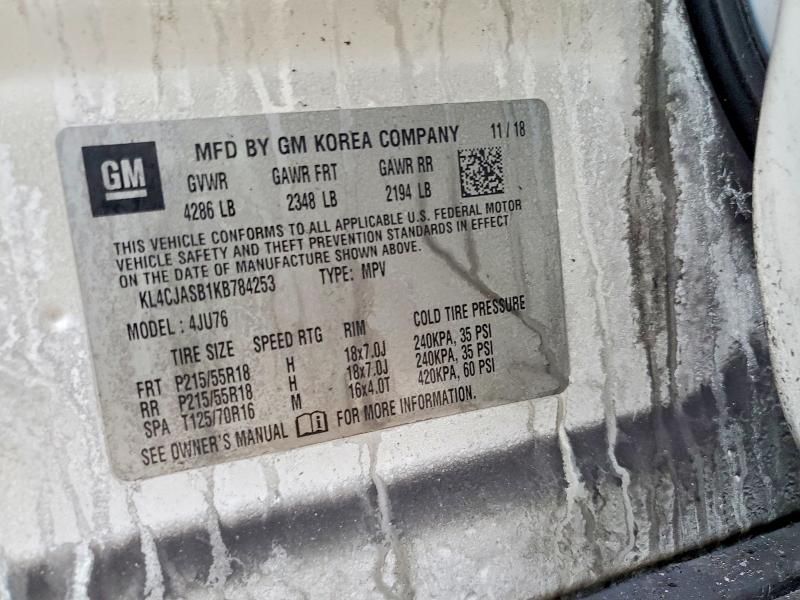 GM
MFD BY GM KOREA COMPANY 11 / 18
GVWR GAWR FRT GAWR RR
4286 LB 2348 LB 2194 LB
THIS VEHICLE CONFORMS TO ALL APPLICABLE U.S. FEDERAL MOTOR
VEHICLE SAFETY AND THEFT PREVENTION STANDARDS IN EFFECT
ON THE DATE OF MANUFACTURE SHOWN ABOVE.
KL4CJASB1KB784253 TYPE: MPV
MODEL : 4JU76
TIRE SIZE SPEED RTG RIM COLD TIRE PRESSURE
FRT P215/55R18 H 18x7.0J 240KPA, 35 PSI
RR P215/55R18 H 18x7.0J 240KPA, 35 PSI
SPA T125/70R16 M 16x4.0T 420KPA, 60 PSI
SEE OWNER'S MANUAL i FOR MORE INFORMATION.